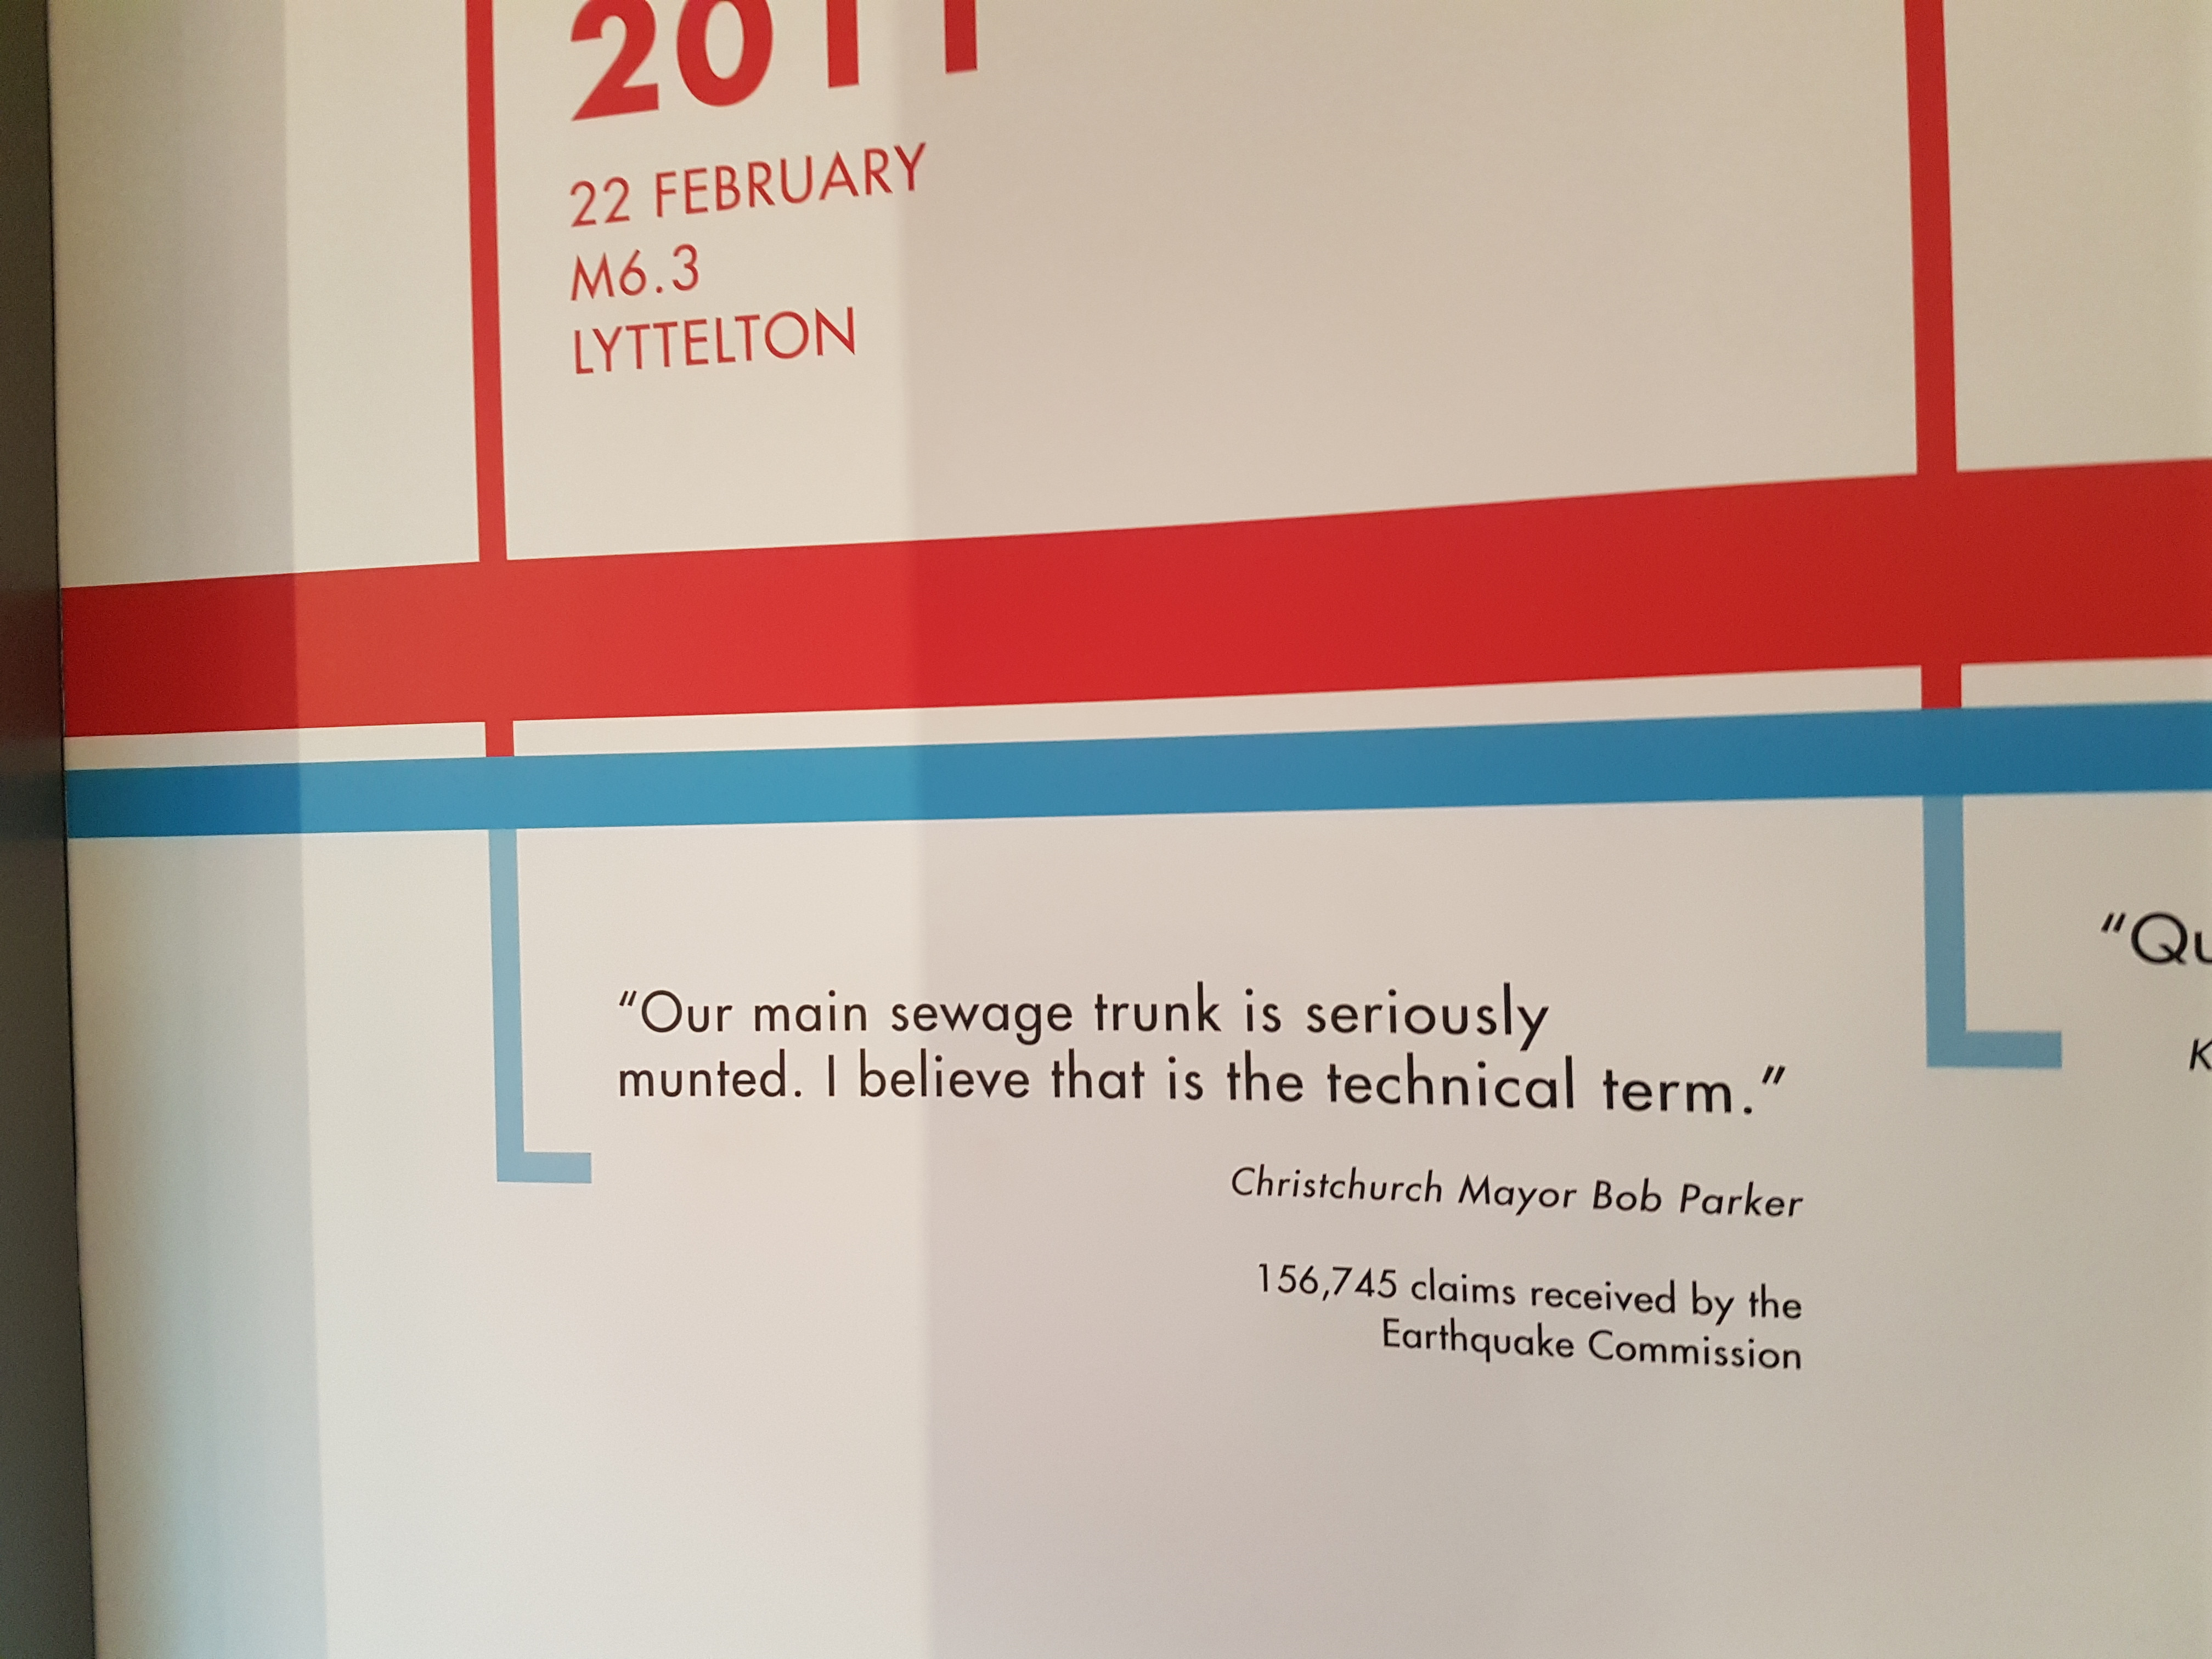 2011
22 FEBRUARY
M6.3
LYTTELTON
“Our main sewage trunk is seriously
munted. I believe that is the technical term.”
Christchurch Mayor Bob Parker
156,745 claims received by the
Earthquake Commission